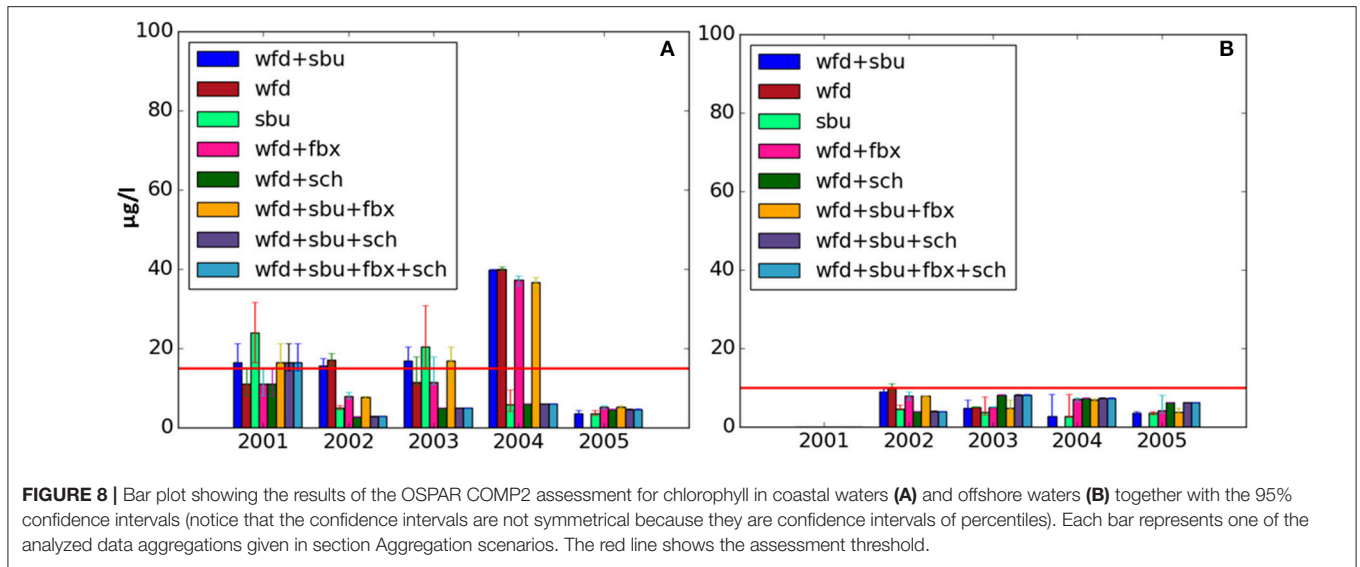 100
80
60
40
20
0
µg/l
A
wfd+sbu
wfd
sbu
wfd+fbx
wfd+sch
wfd+sbu+fbx
wfd+sbu+sch
wfd+sbu+fbx+sch
2001 2002 2003 2004 2005
100
80
60
40
20
0
B
wfd+sbu
wfd
sbu
wfd+fbx
wfd+sch
wfd+sbu+fbx
wfd+sbu+sch
wfd+sbu+fbx+sch
2001 2002 2003 2004 2005
FIGURE 8 | Bar plot showing the results of the OSPAR COMP2 assessment for chlorophyll in coastal waters (A) and offshore waters (B) together with the 95%
confidence intervals (notice that the confidence intervals are not symmetrical because they are confidence intervals of percentiles). Each bar represents one of the
analyzed data aggregations given in section Aggregation scenarios. The red line shows the assessment threshold.